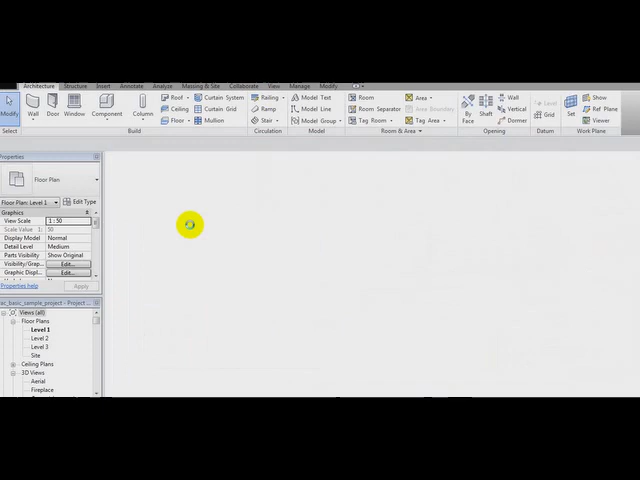 Architecture Structure Insert Annotate Analyze Massing & Site Collaborate View Manage Modify
Modify Wall Door Window Component Column Roof Curtain System Railing Model Text Room Area By Face Shaft Wall Level Set Show
Ceiling Curtain Grid Ramp Model Line Room Separator Area Boundary Vertical Grid Ref Plane
Floor Mullion Stair Model Group Tag Room Tag Area Dormer Viewer
Select Build Circulation Model Room & Area Opening Datum Work Plane
Properties
Floor Plan
Floor Plan: Level 1 Edit Type
Graphics
View Scale 1 : 50
Scale Value 1: 50
Display Model Normal
Detail Level Medium
Parts Visibility Show Original
Visibility/Grap... Edit...
Graphic Displ... Edit...
Properties help Apply
ac_basic_sample_project - Project ...
Views (all)
Floor Plans
Level 1
Level 2
Level 3
Site
Ceiling Plans
3D Views
Aerial
Fireplace